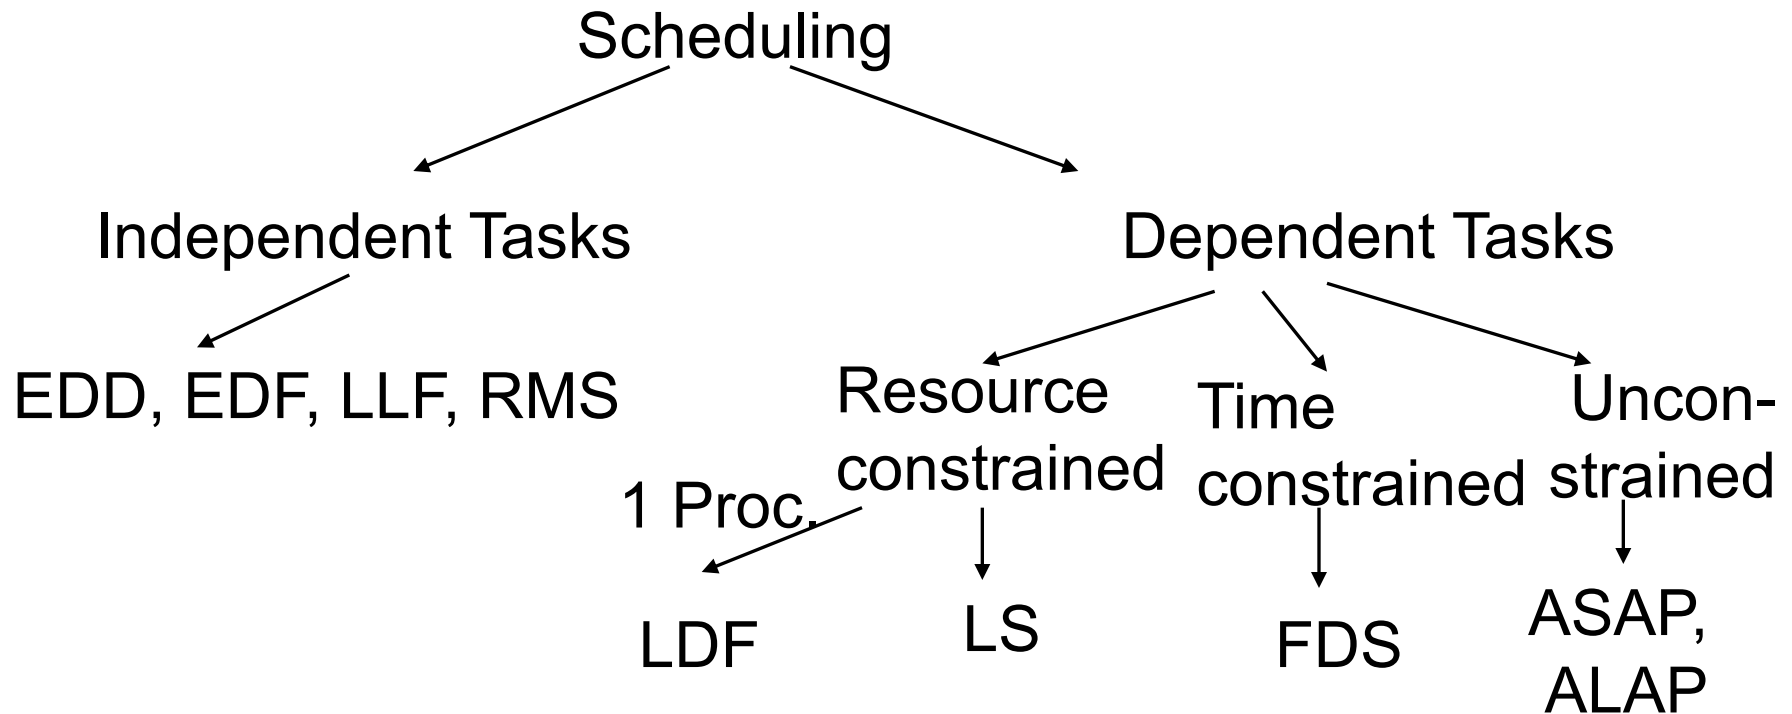 Scheduling
Independent Tasks
Dependent Tasks
EDD, EDF, LLF, RMS
Resource
constrained
Time
constrained
Uncon-
strained
1 Proc.
LDF
LS
FDS
ASAP,
ALAP